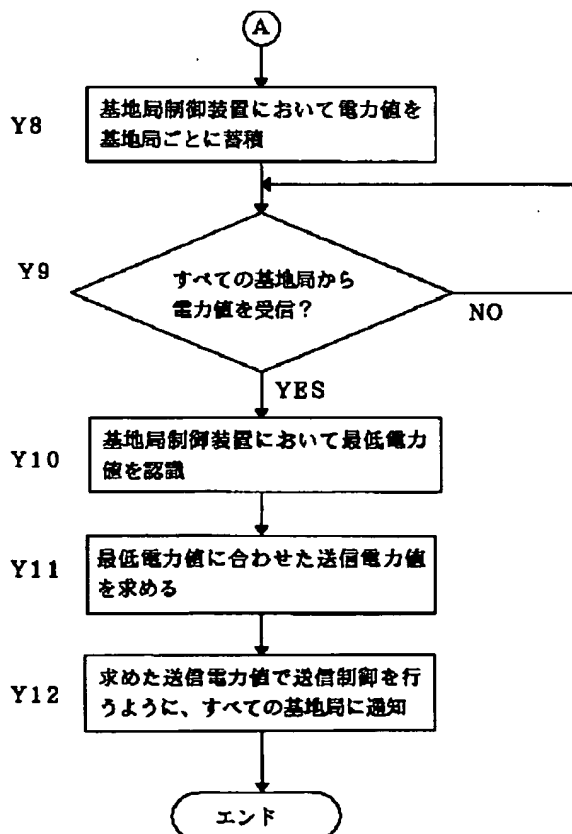 A
Y8
基地局制御装置において電力値を
基地局ごとに蓄積
Y9
すべての基地局から
電力値を受信？
NO
YES
Y10
基地局制御装置において最低電力
値を認識
Y11
最低電力値に合わせた送信電力値
を求める
Y12
求めた送信電力値で送信制御を行
うように、すべての基地局に通知
エンド